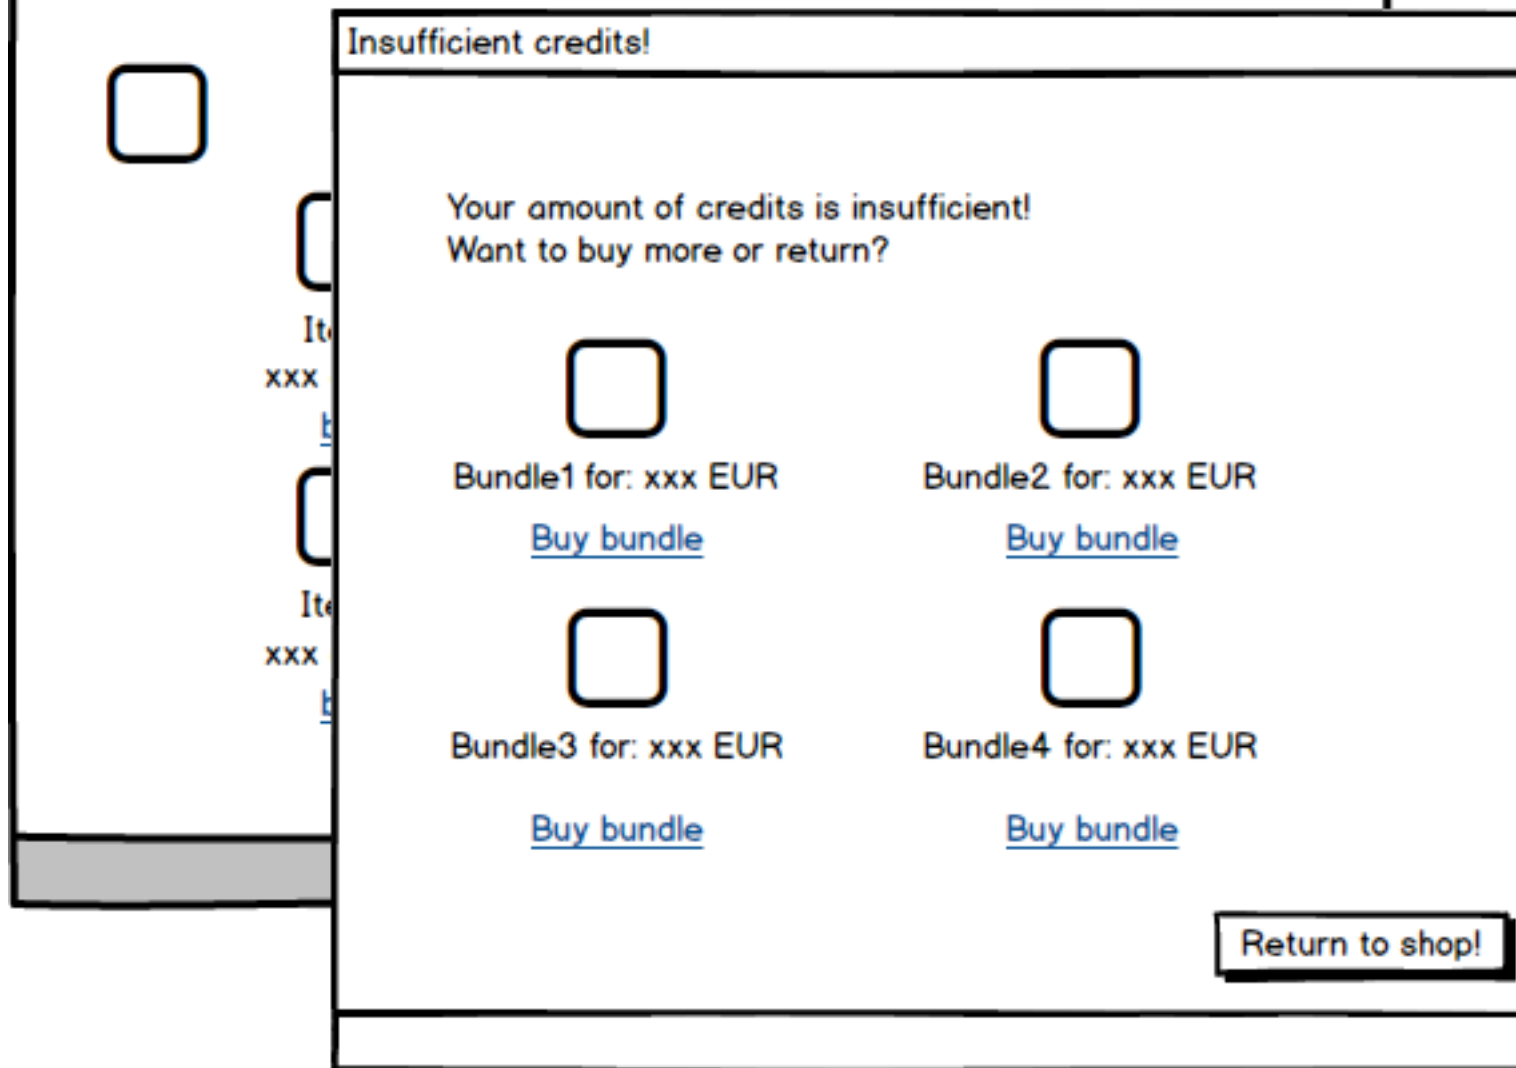 Insufficient credits!
Your amount of credits is insufficient!
Want to buy more or return?
xxx
Bundle1 for: xxx EUR
Bundle2 for: xxx EUR
Buy bundle
Buy bundle
xxx
Bundle3 for: xxx EUR
Bundle4 for: xxx EUR
Buy bundle
Buy bundle
Return to shop!